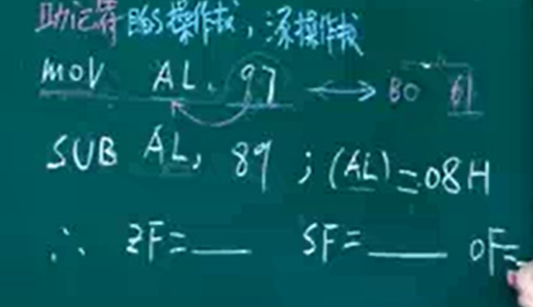 助记符 目的操作数，源操作数
MOV AL, 97 ⟷ B0 61
SUB AL, 89 ; (AL)=08H
∴ ZF=___ SF=___ OF=